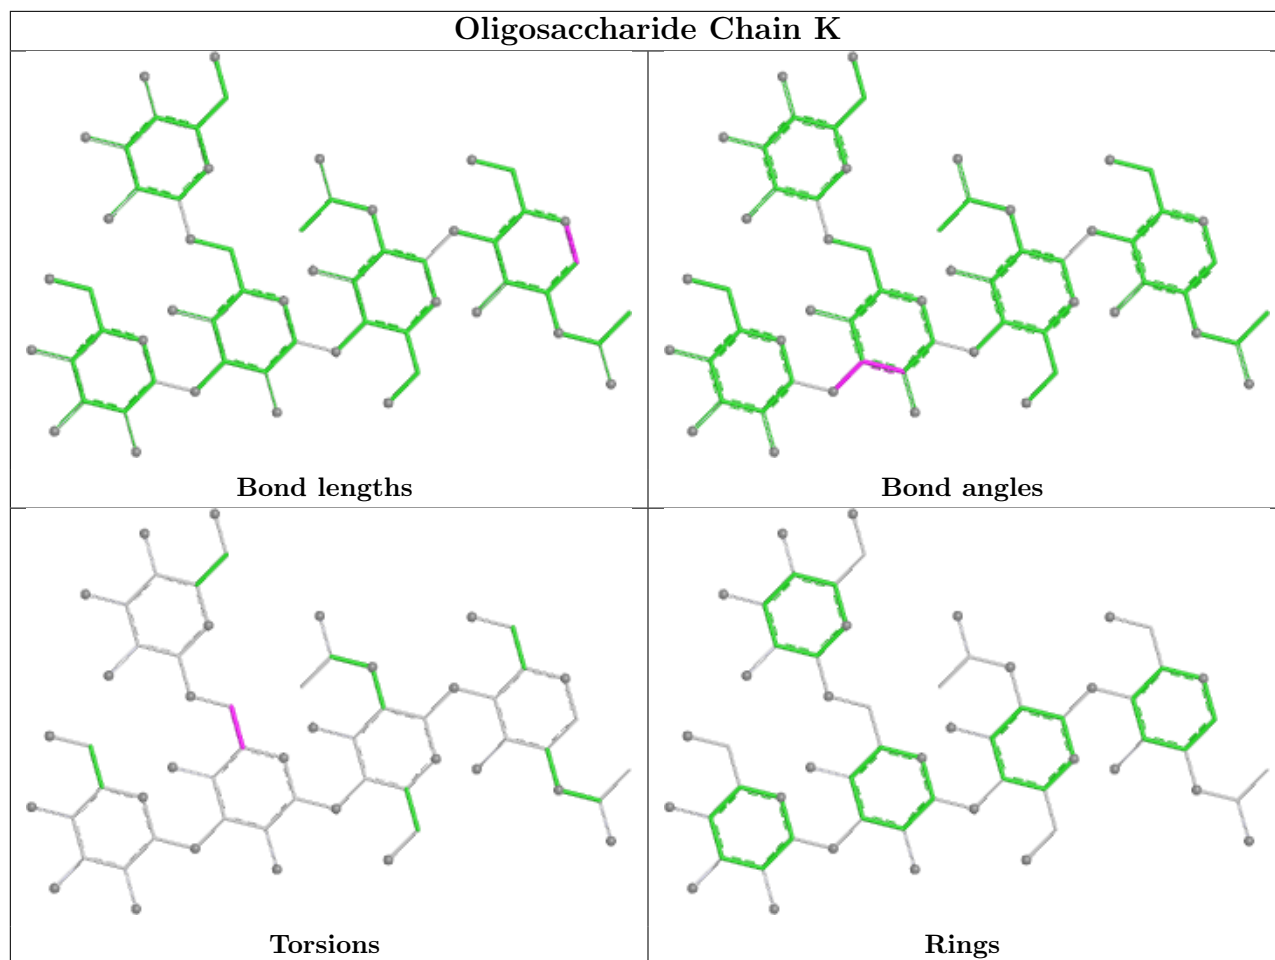 Oligosaccharide Chain K
Bond lengths
Bond angles
Torsions
Rings